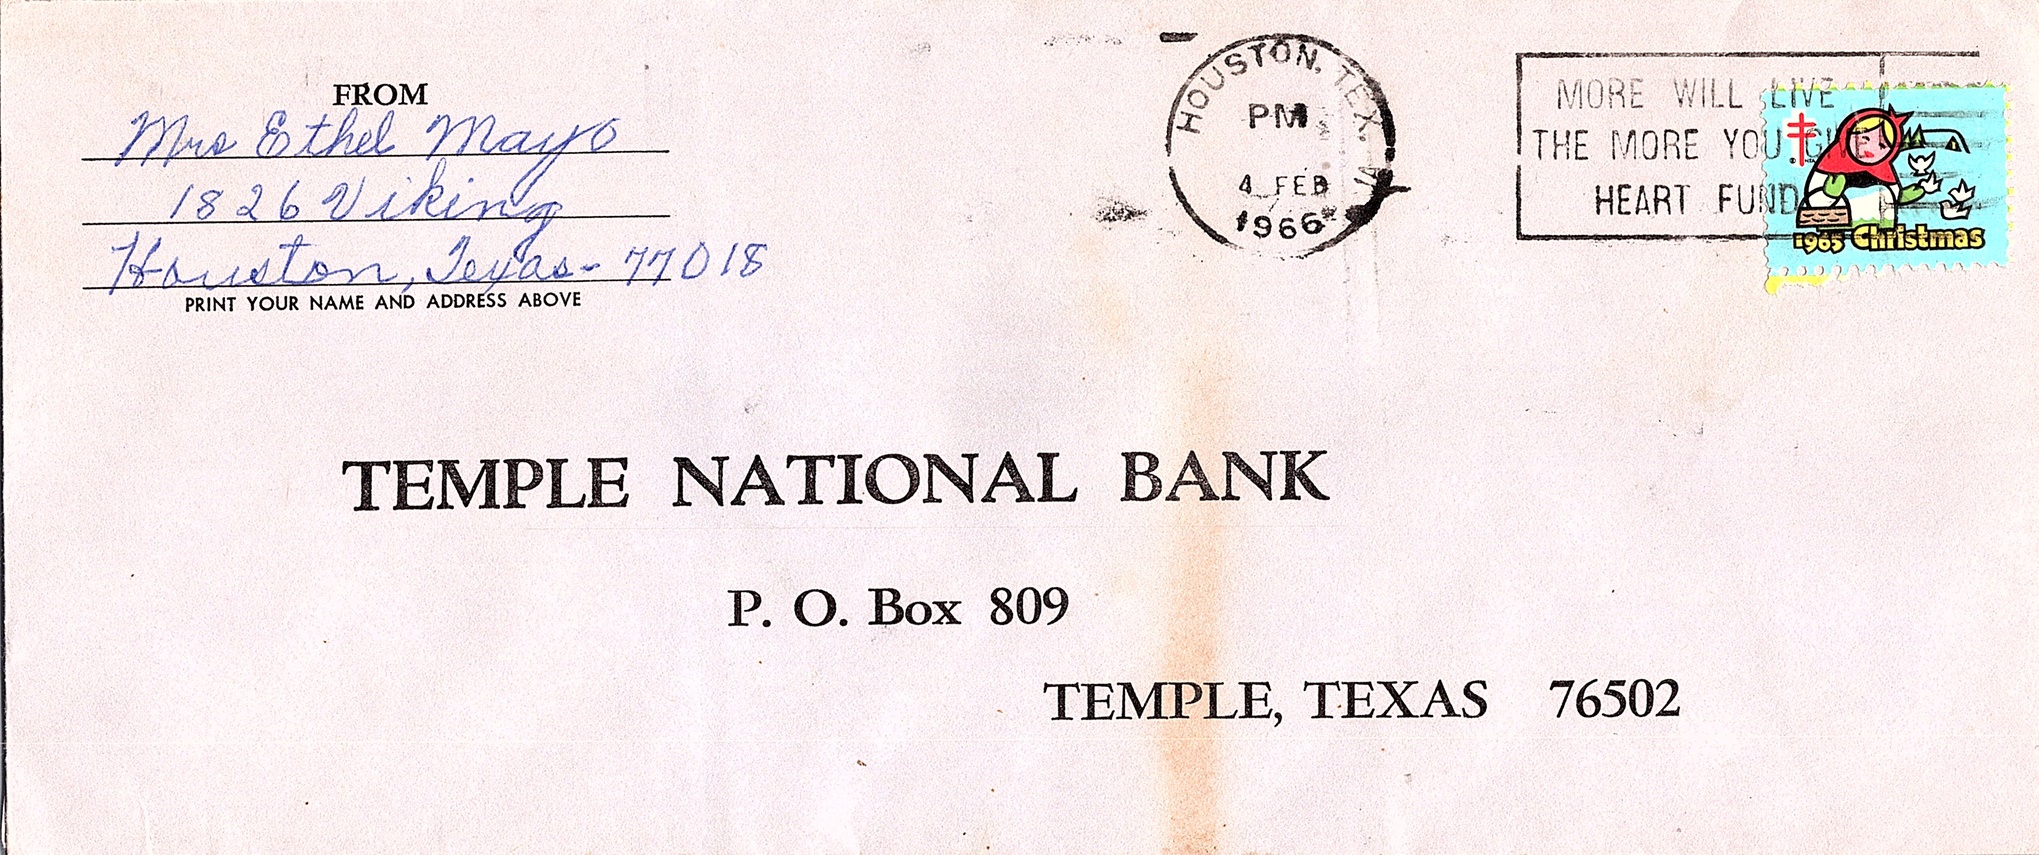 FROM
Mrs Ethel Mayo
1826 Viking
Houston, Texas - 77018
PRINT YOUR NAME AND ADDRESS ABOVE
HOUSTON, TEX.
PM
4 FEB
1966
MORE WILL LIVE
THE MORE YOU GIVE
HEART FUND
1965 Christmas
TEMPLE NATIONAL BANK
P. O. Box 809
TEMPLE, TEXAS 76502